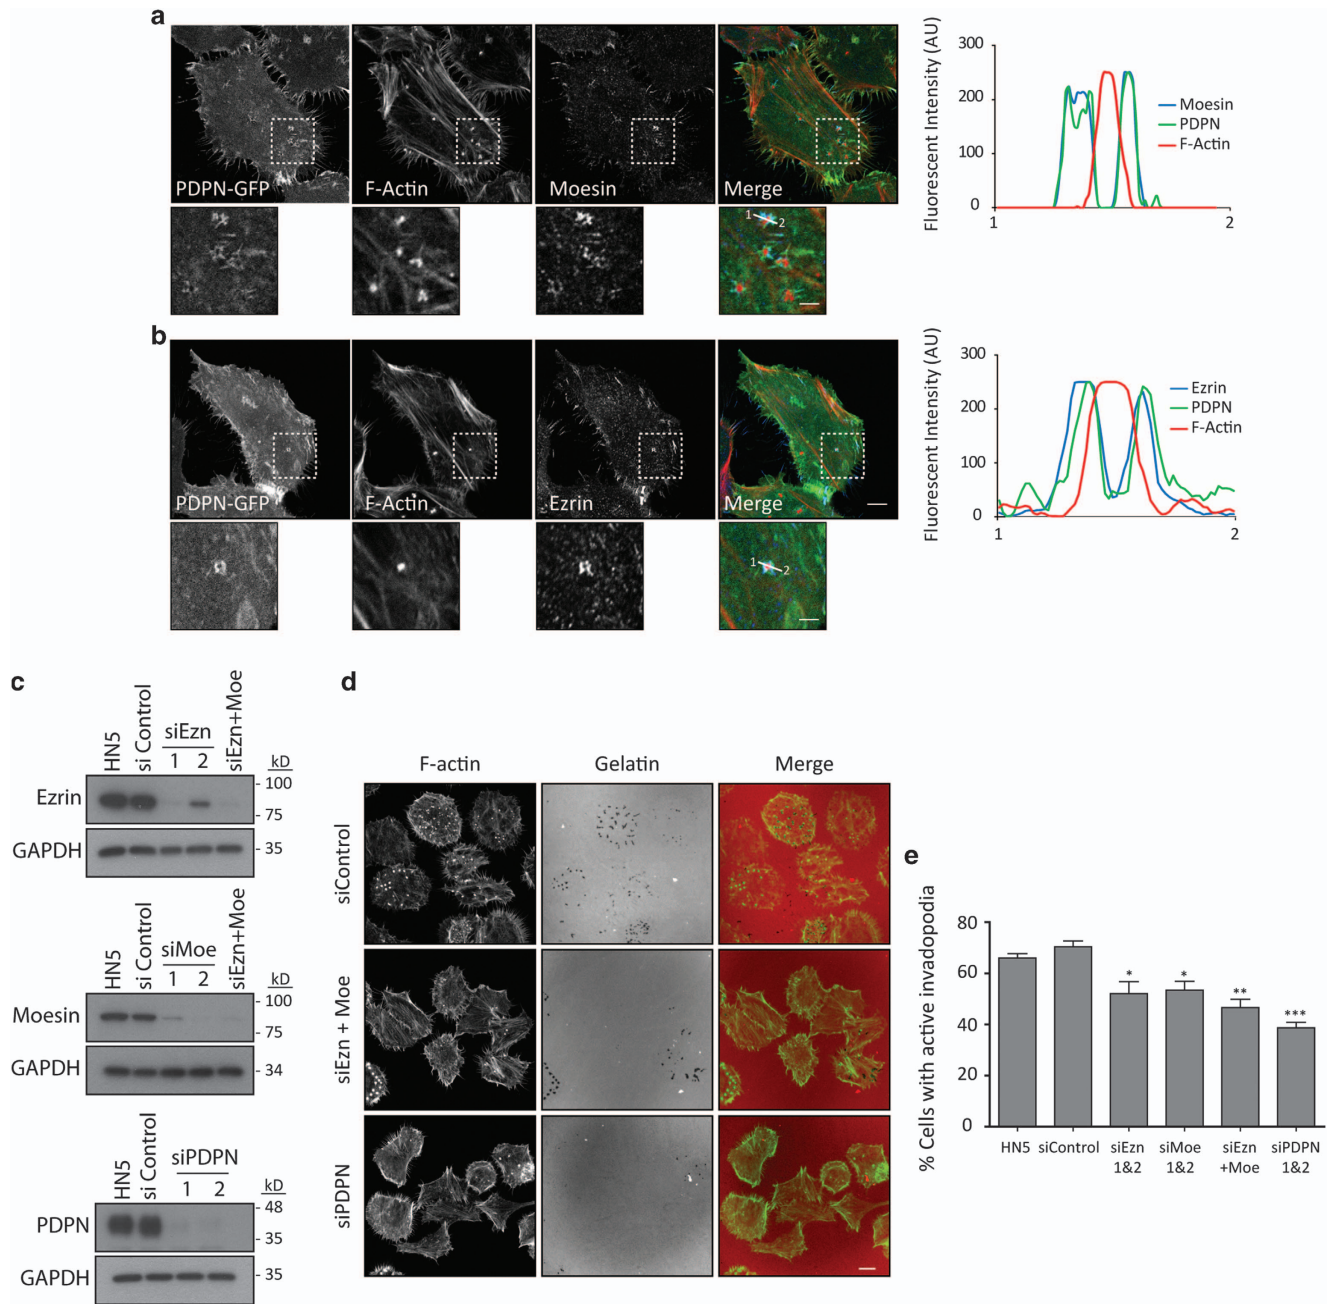 a
PDPN-GFP
F-Actin
Moesin
Merge
1
2
Fluorescent Intensity (AU)
300
200
100
0
1
2
Moesin
PDPN
F-Actin
b
PDPN-GFP
F-Actin
Ezrin
Merge
1
2
Fluorescent Intensity (AU)
300
200
100
0
1
2
Ezrin
PDPN
F-Actin
c
HN5
si Control
siEzn
1 2
siEzn+Moe
kD
Ezrin
- 100
- 75
GAPDH
- 35
HN5
si Control
siMoe
1 2
siEzn+Moe
kD
Moesin
- 100
- 75
GAPDH
- 34
HN5
si Control
siPDPN
1 2
kD
PDPN
- 48
- 35
GAPDH
- 35
d
F-actin Gelatin Merge
siControl
siEzn + Moe
siPDPN
e
% Cells with active invadopodia
80
60
40
20
0
* * ** ***
HN5 siControl siEzn siMoe siEzn siPDPN
1&2 1&2 +Moe 1&2